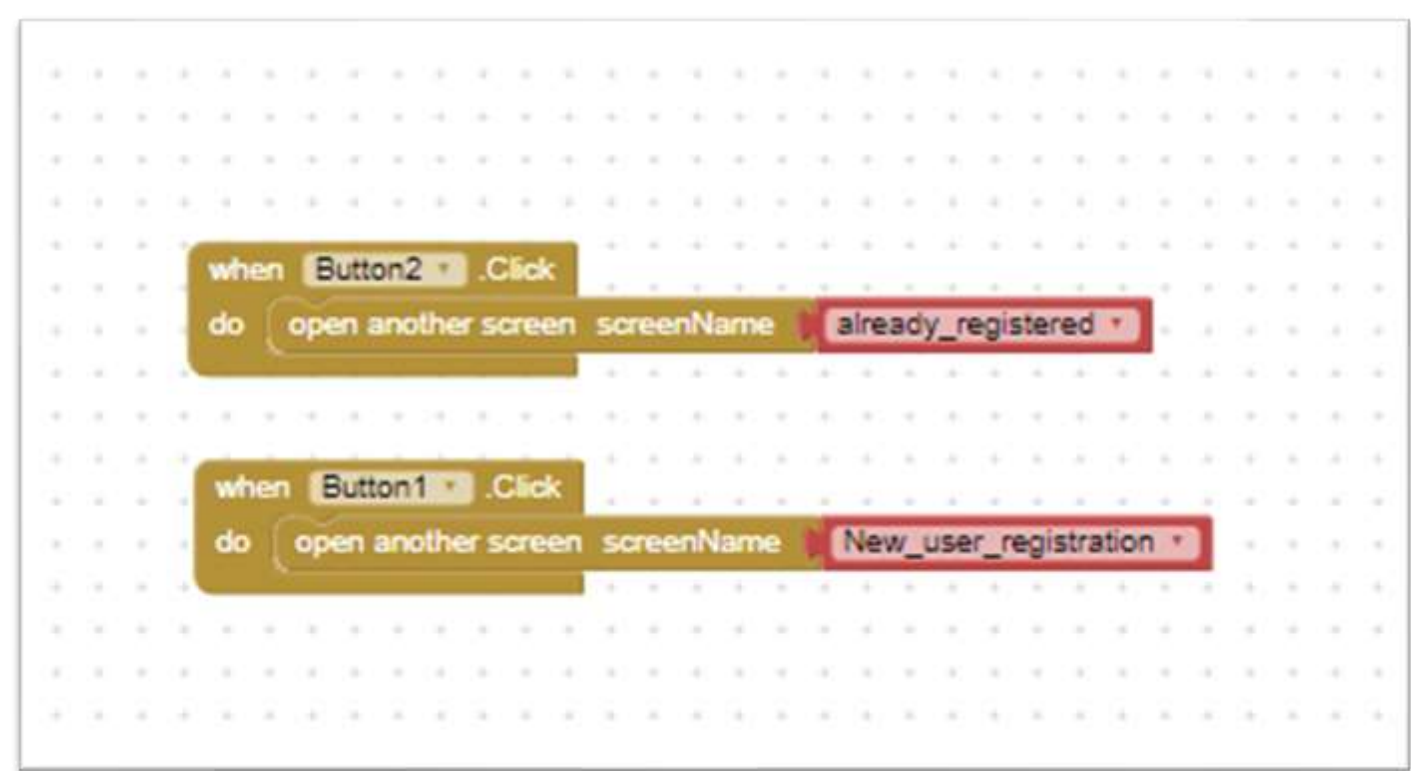 when Button2 .Click
do open another screen screenName already_registered
when Button1 .Click
do open another screen screenName New_user_registration